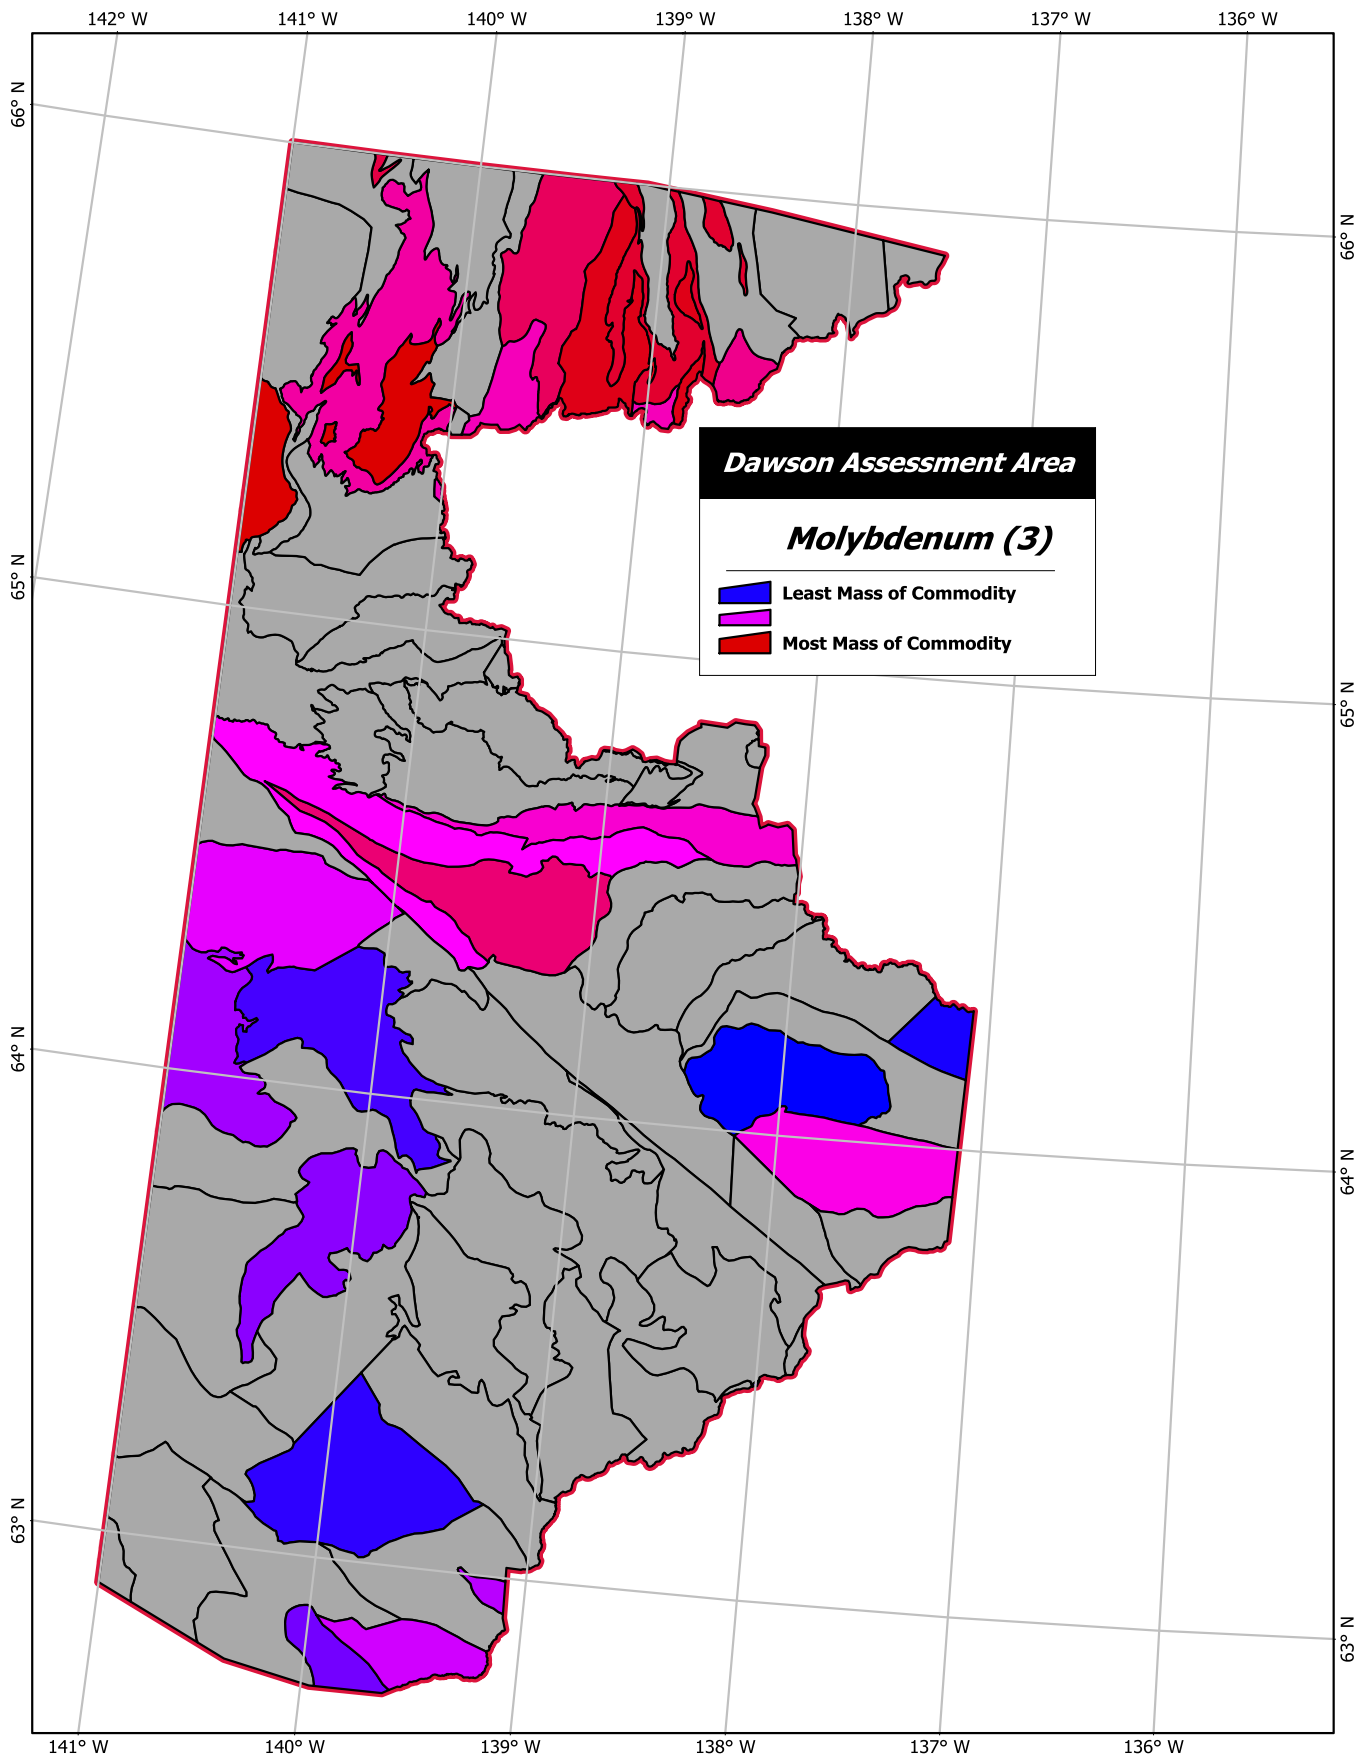 142° W 141° W 140° W 139° W 138° W 137° W 136° W
66° N
66° N
Dawson Assessment Area
Molybdenum (3)
Least Mass of Commodity
Most Mass of Commodity
65° N
65° N
64° N
64° N
63° N
63° N
141° W 140° W 139° W 138° W 137° W 136° W